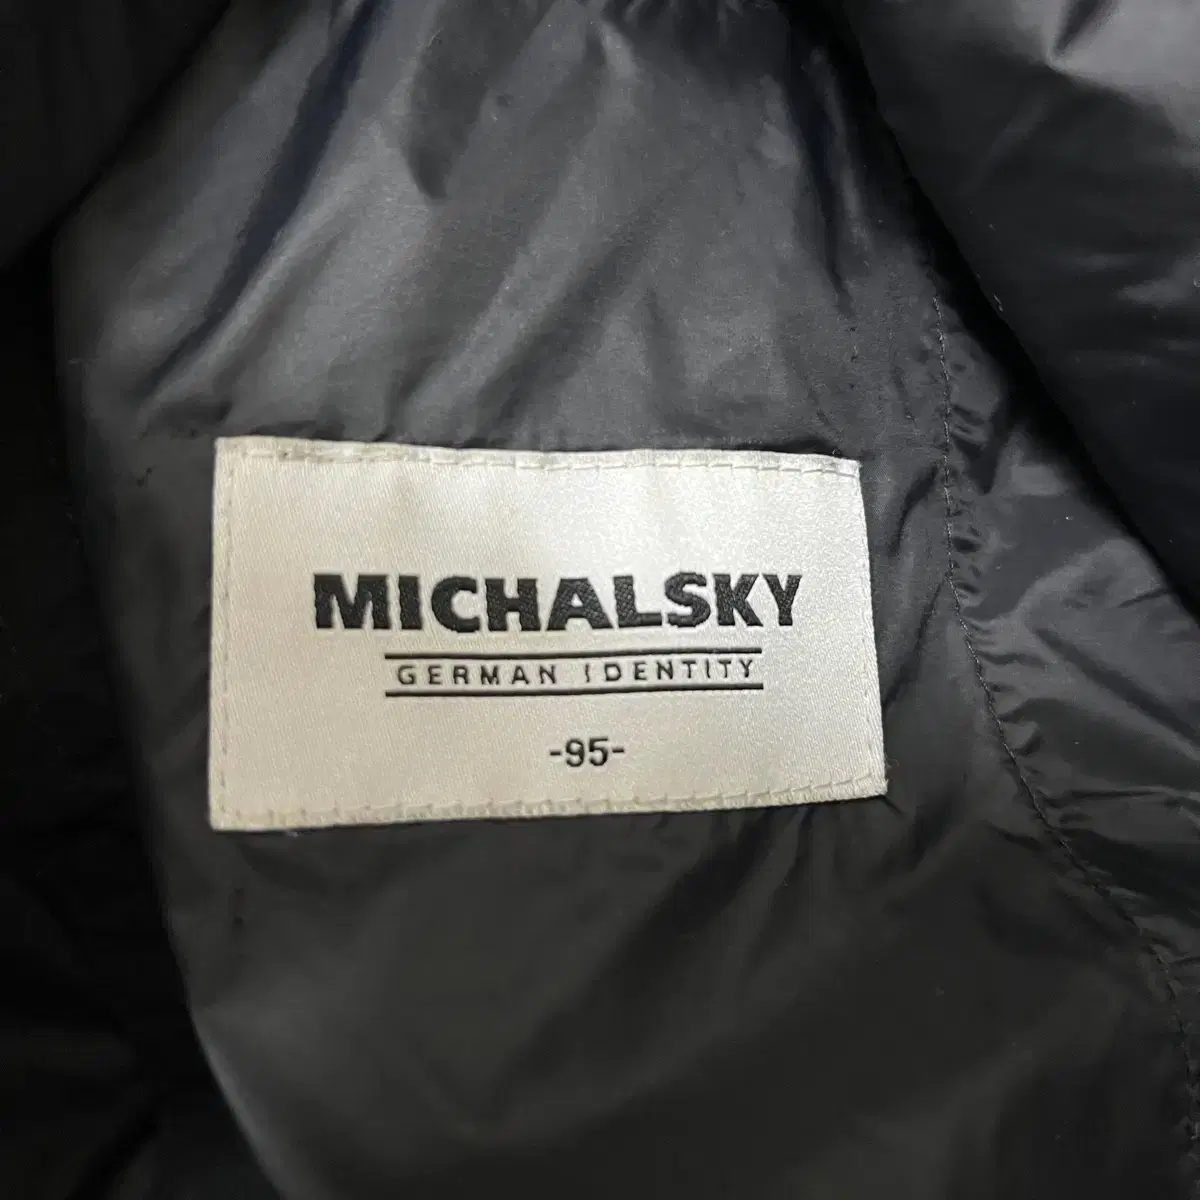 MICHALSKY
GERMAN IDENTITY
-95-